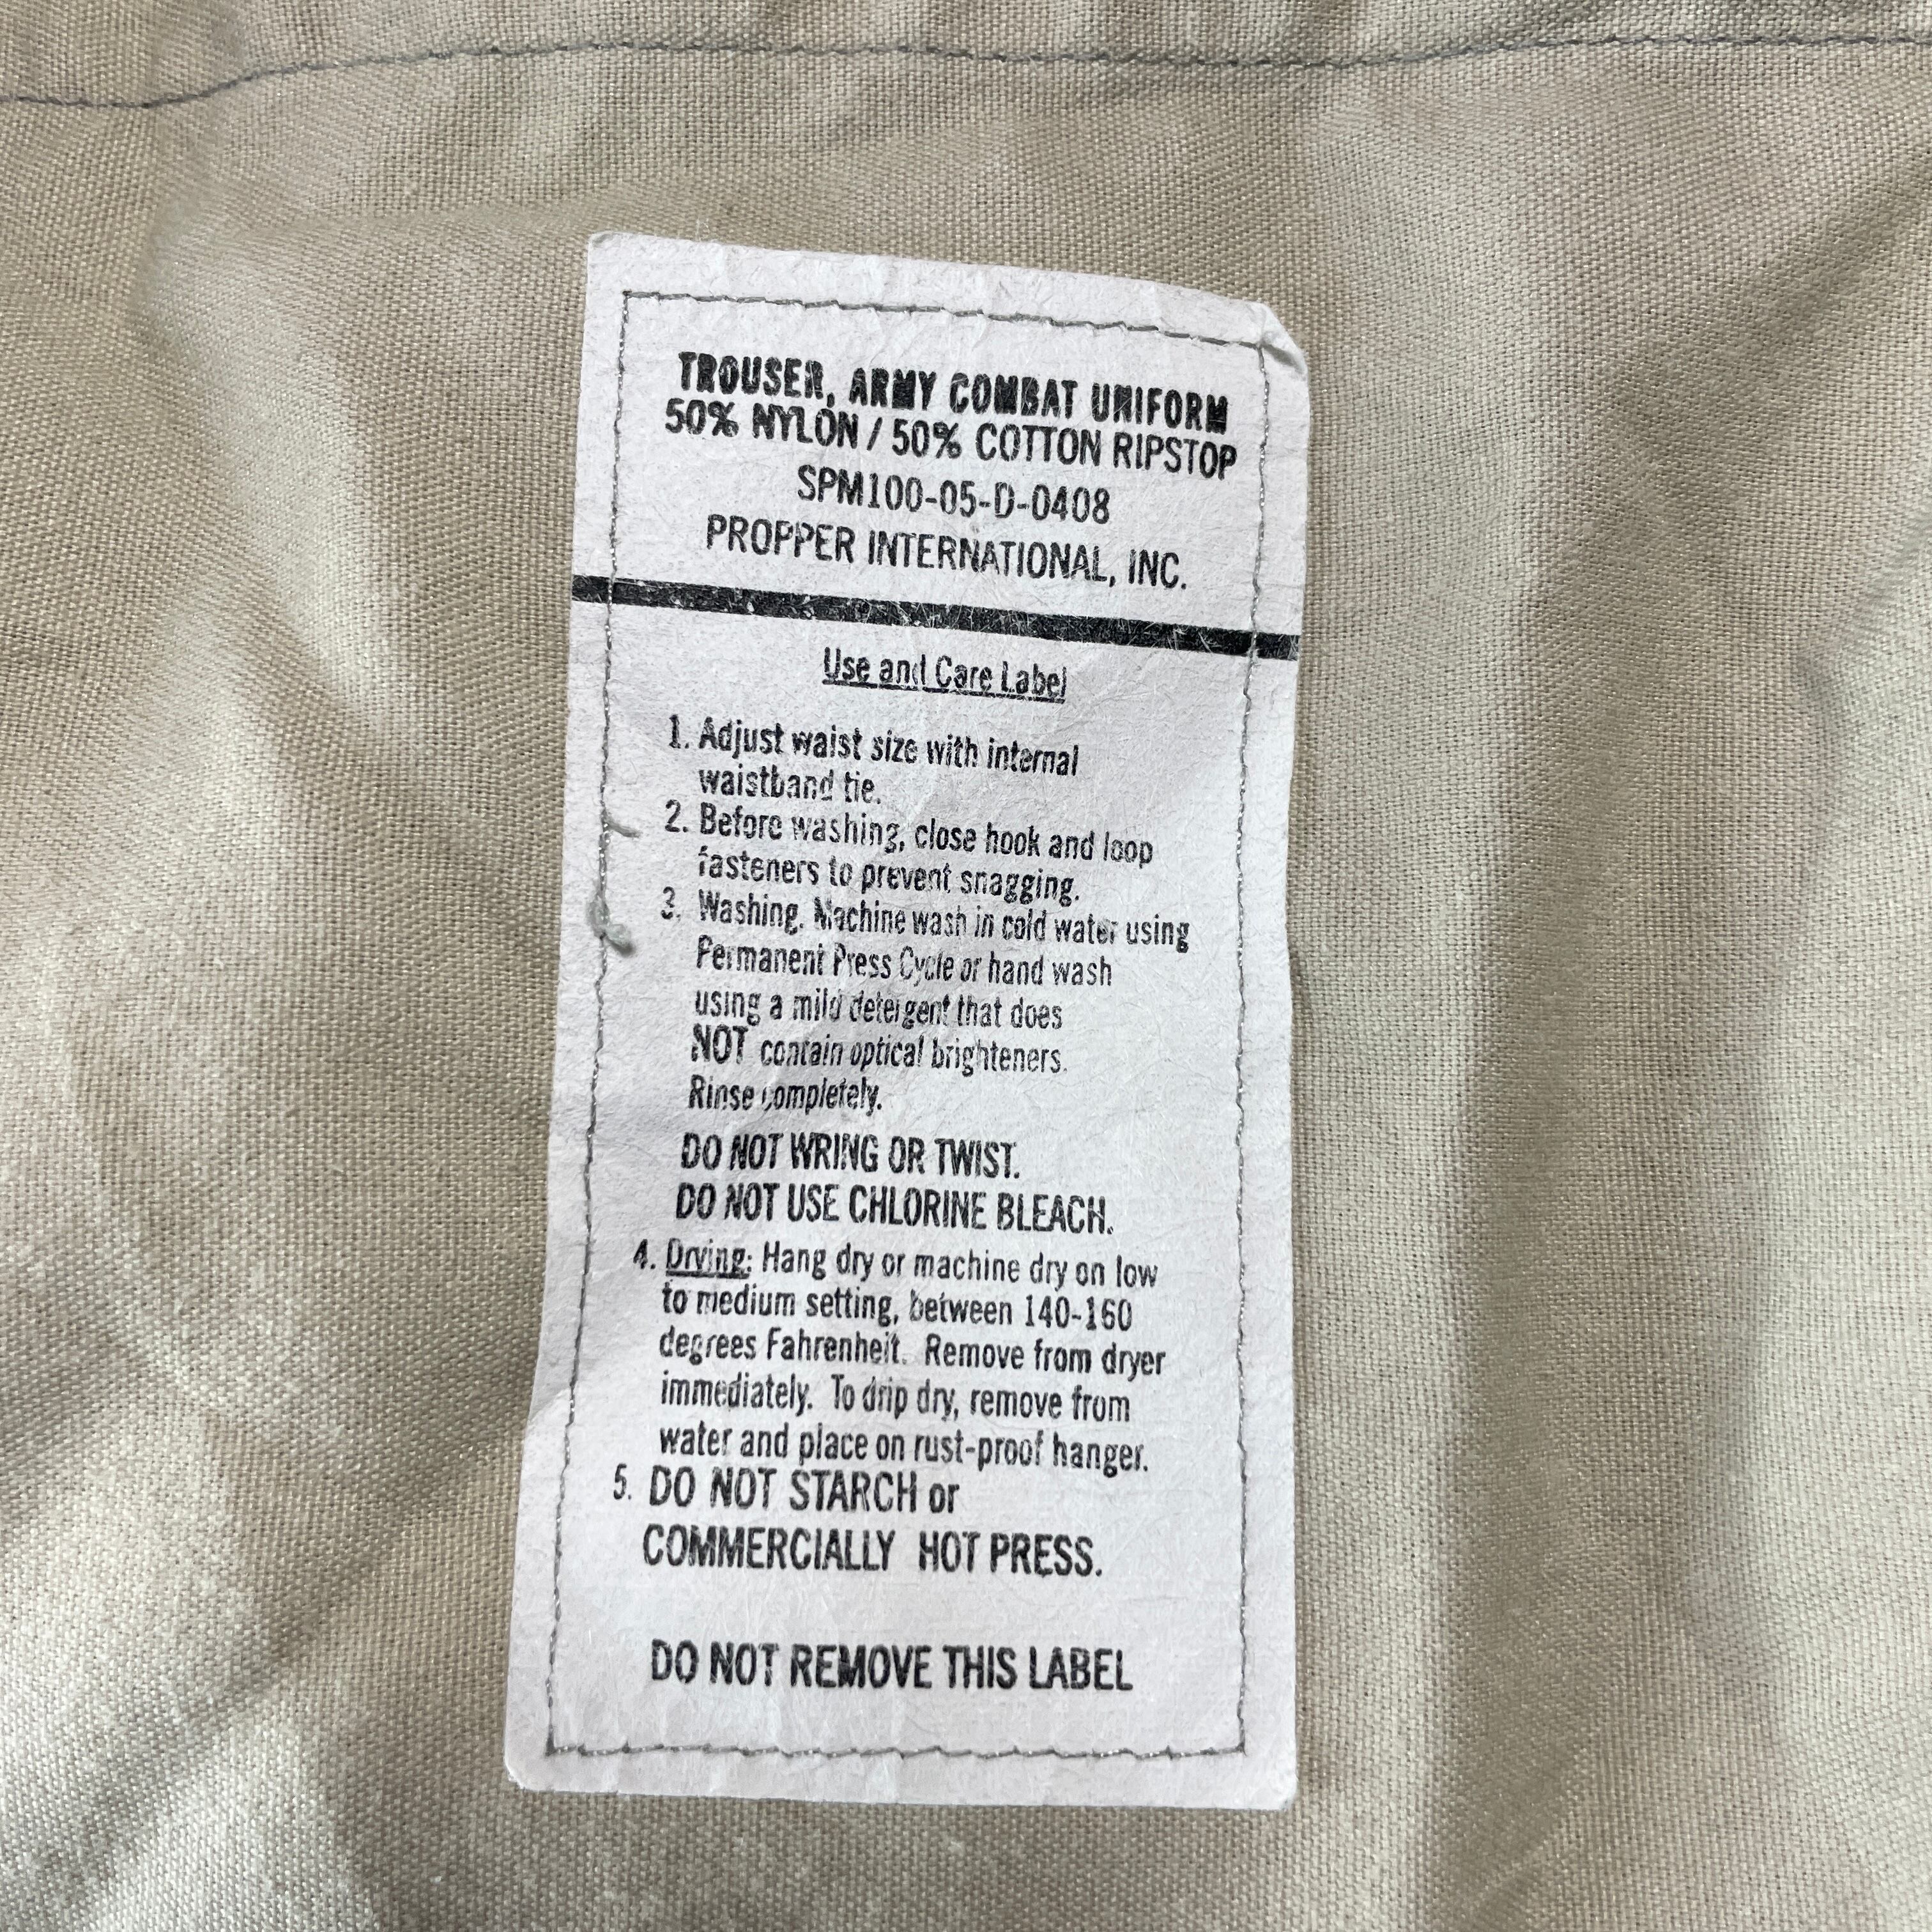 TROUSER, ARMY COMBAT UNIFORM
50% NYLON / 50% COTTON RIPSTOP
SPM100-05-D-0408
PROPPER INTERNATIONAL, INC.
Use and Care Label
1. Adjust waist size with internal
waistband tie.
2. Before washing, close hook and loop
fasteners to prevent snagging.
3. Washing. Machine wash in cold water using
Permanent Press Cycle or hand wash
using a mild detergent that does
NOT contain optical brighteners.
Rinse completely.
DO NOT WRING OR TWIST.
DO NOT USE CHLORINE BLEACH.
4. Drying: Hang dry or machine dry on low
to medium setting, between 140-160
degrees Fahrenheit. Remove from dryer
immediately. To drip dry, remove from
water and place on rust-proof hanger.
5. DO NOT STARCH or
COMMERCIALLY HOT PRESS.
DO NOT REMOVE THIS LABEL